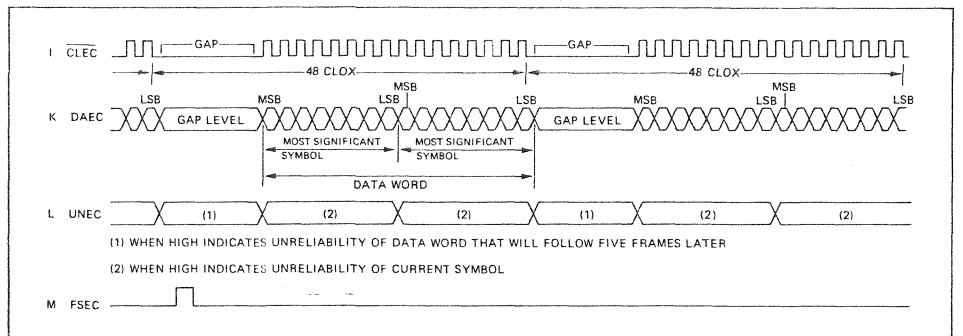 I CLEC GAP GAP
48 CLOX 48 CLOX
MSB MSB
LSB MSB LSB LSB MSB LSB LSB
K DAEC GAP LEVEL GAP LEVEL
MOST SIGNIFICANT SYMBOL MOST SIGNIFICANT SYMBOL
DATA WORD
L UNEC (1) (2) (2) (1) (2) (2)
(1) WHEN HIGH INDICATES UNRELIABILITY OF DATA WORD THAT WILL FOLLOW FIVE FRAMES LATER
(2) WHEN HIGH INDICATES UNRELIABILITY OF CURRENT SYMBOL
M FSEC